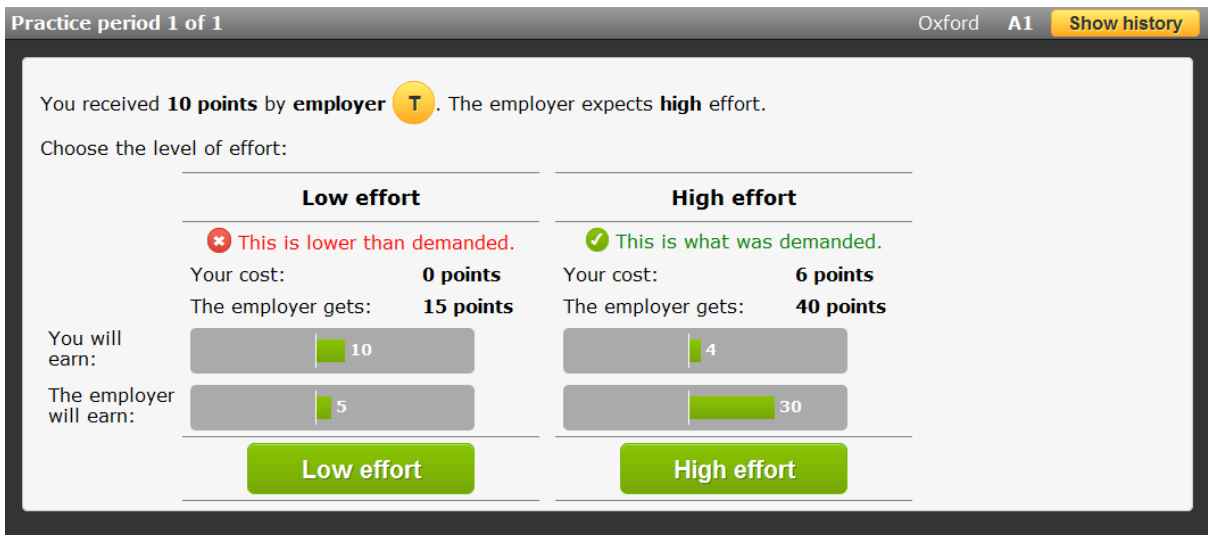 Practice period 1 of 1 Oxford A1 Show history
You received 10 points by employer T . The employer expects high effort.
Choose the level of effort:
Low effort High effort
This is lower than demanded. This is what was demanded.
Your cost: 0 points Your cost: 6 points
The employer gets: 15 points The employer gets: 40 points
You will
earn: 10 4
The employer
will earn: 5 30
Low effort High effort